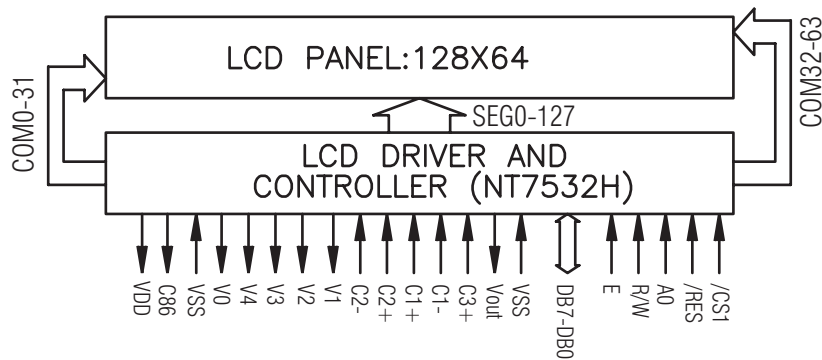 LCD PANEL:128X64
COM0-31
COM32-63
SEG0-127
LCD DRIVER AND
CONTROLLER (NT7532H)
VDD
C86
VSS
V0
V4
V3
V2
V1
C2-
C2+
C1+
C1-
C3+
Vout
VSS
DB7-DB0
E
R/W
A0
/RES
/CS1